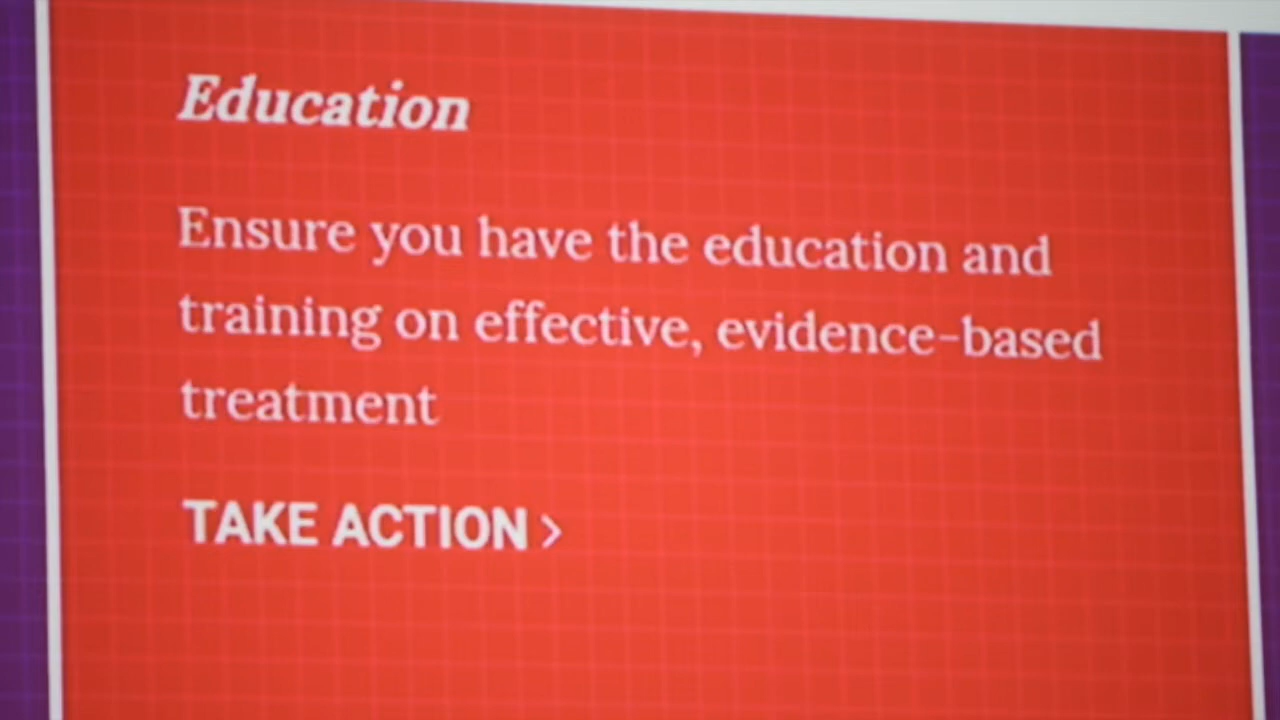 Education
Ensure you have the education and
training on effective, evidence-based
treatment
TAKE ACTION >